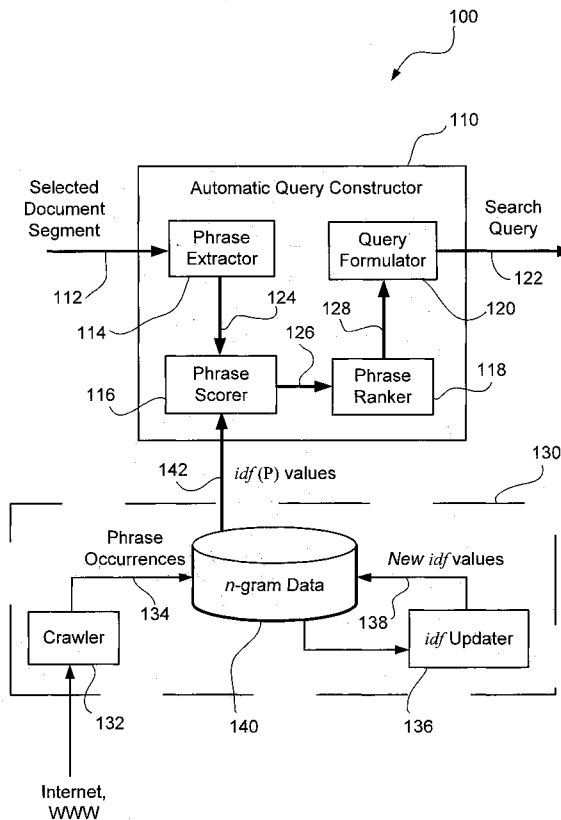 100
110
Automatic Query Constructor
Selected
Document
Segment
112
Phrase
Extractor
114
124
Query
Formulator
120
Search
Query
122
128
126
Phrase
Scorer
116
Phrase
Ranker
118
142
idf (P) values
130
Phrase
Occurrences
134
n-gram Data
New idf values
138
Crawler
132
140
idf Updater
136
Internet,
WWW